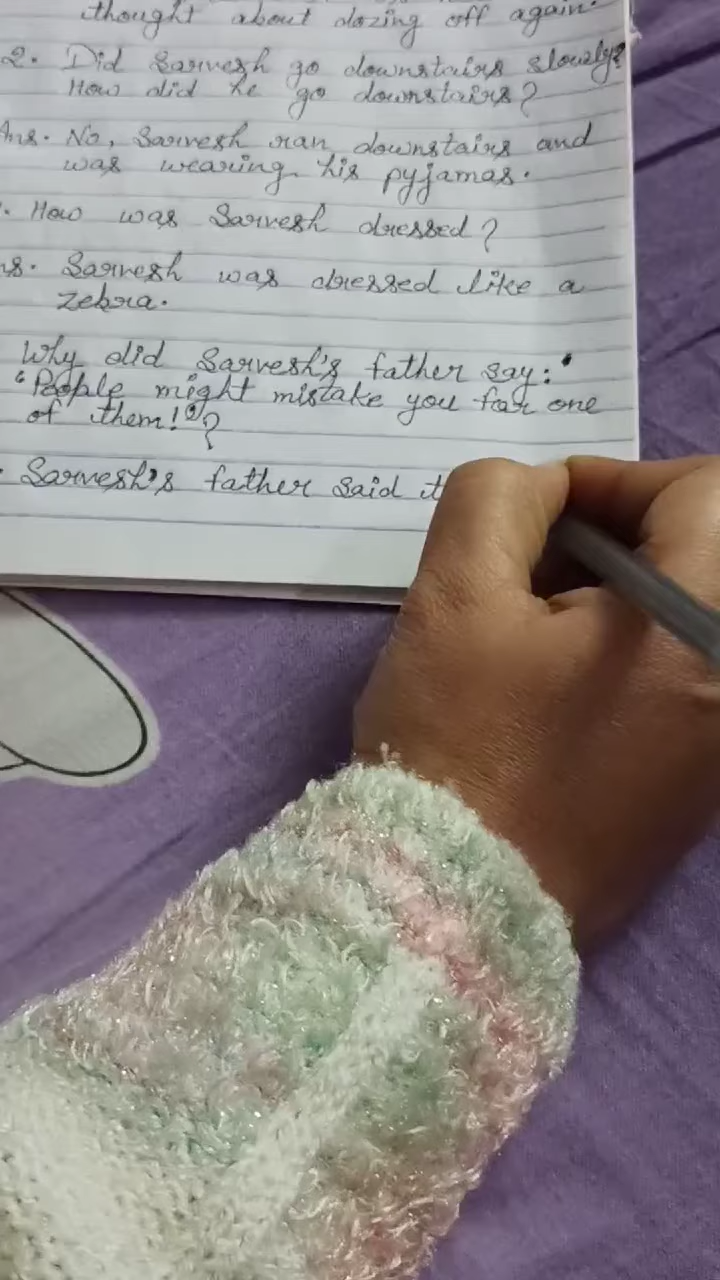 thought about dozing off again.
2. Did Sarvesh go downstairs slowly?
How did he go downstairs?
Ans. No, Sarvesh ran downstairs and
was wearing his pyjamas.
. How was Sarvesh dressed?
ns. Sarvesh was dressed like a
zebra.
Why did Sarvesh's father say:
"People might mistake you for one
of them!"?
. Sarvesh's father said it